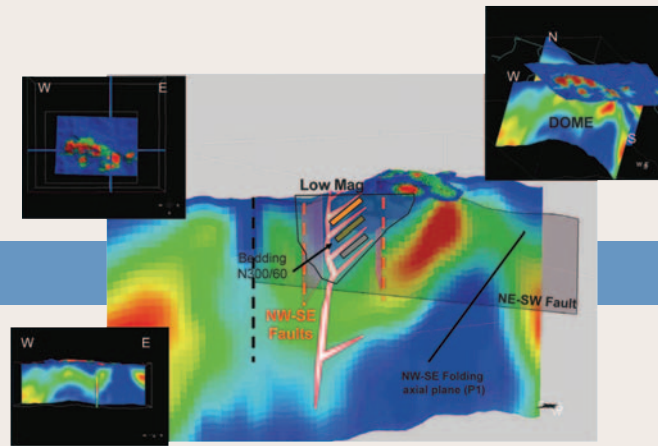 W
E
N
W
DOME
S
Low Mag
Bedding
N300/60
NW-SE
Faults
NE-SW Fault
NW-SE Folding
axial plane (P1)
W
E